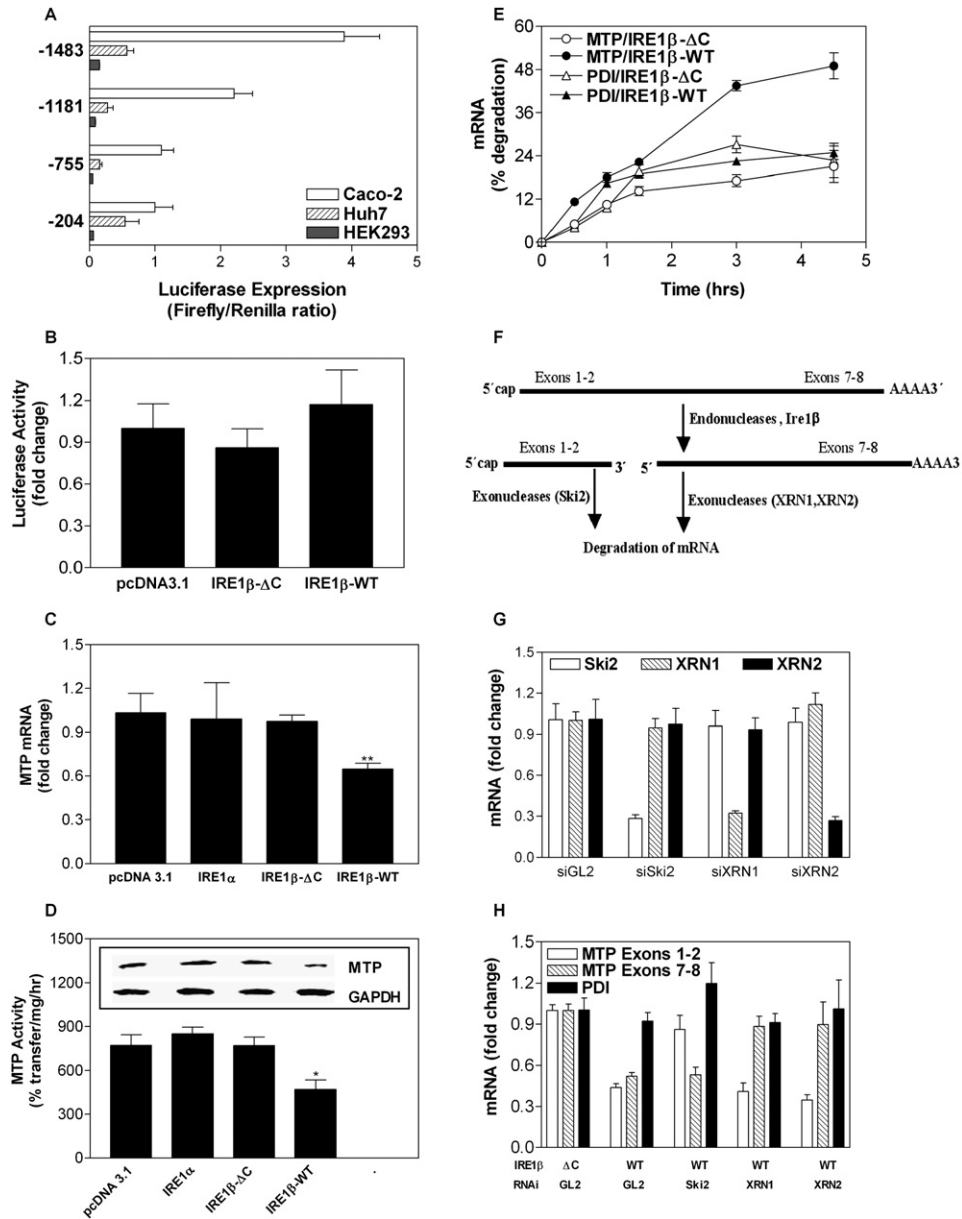 A
-1483
-1181
-755
-204
Caco-2
Huh7
HEK293
0 1 2 3 4 5
Luciferase Expression
(Firefly/Renilla ratio)
B
Luciferase Activity
(fold change)
1.5
1.2
0.9
0.6
0.3
0.0
pcDNA3.1 IRE1β-ΔC IRE1β-WT
C
MTP mRNA
(fold change)
1.5
1.2
0.9
0.6
0.3
0.0
**
pcDNA 3.1 IRE1α IRE1β-ΔC IRE1β-WT
D
MTP Activity
(% transfer/mg/hr)
1500
1200
900
600
300
0
MTP
GAPDH
*
pcDNA 3.1 IRE1α IRE1β-ΔC IRE1β-WT .
E
mRNA
(% degradation)
60
48
36
24
12
0
MTP/IRE1β-ΔC
MTP/IRE1β-WT
PDI/IRE1β-ΔC
PDI/IRE1β-WT
0 1 2 3 4 5
Time (hrs)
F
Exons 1-2 Exons 7-8
5´cap AAAA3´
Endonucleases, Ire1β
Exons 1-2 Exons 7-8
5´cap 3´ 5´ AAAA3
Exonucleases (Ski2) Exonucleases (XRN1,XRN2)
Degradation of mRNA
G
mRNA (fold change)
1.5
1.2
0.9
0.6
0.3
0.0
Ski2 XRN1 XRN2
siGL2 siSki2 siXRN1 siXRN2
H
mRNA (fold change)
1.5
1.2
0.9
0.6
0.3
0.0
MTP Exons 1-2
MTP Exons 7-8
PDI
IRE1β ΔC WT WT WT WT
RNAi GL2 GL2 Ski2 XRN1 XRN2